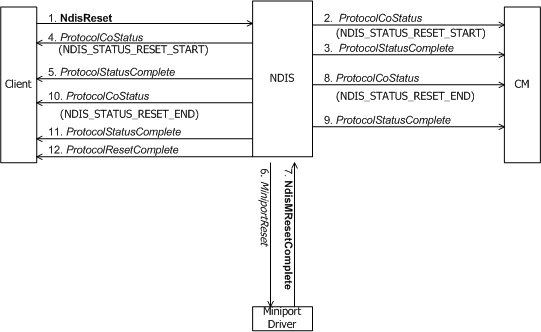 1. NdisReset
4. ProtocolCoStatus
(NDIS_STATUS_RESET_START)
5. ProtocolStatusComplete
10. ProtocolCoStatus
(NDIS_STATUS_RESET_END)
11. ProtocolStatusComplete
12. ProtocolResetComplete
Client
NDIS
2. ProtocolCoStatus
(NDIS_STATUS_RESET_START)
3. ProtocolStatusComplete
8. ProtocolCoStatus
(NDIS_STATUS_RESET_END)
9. ProtocolStatusComplete
CM
6. MiniportReset
7. NdisMResetComplete
Miniport
Driver